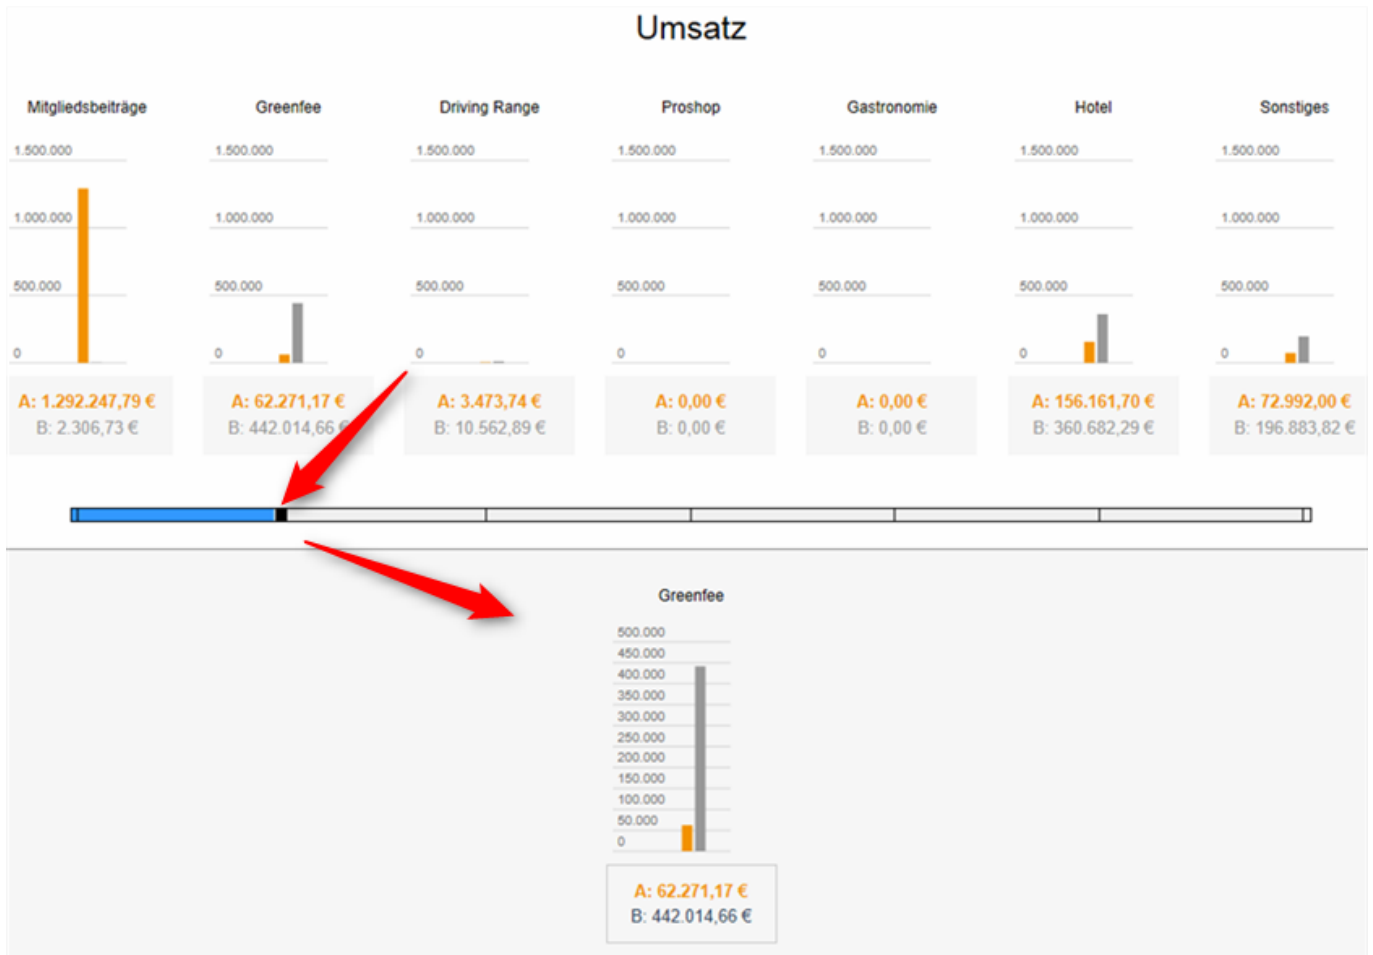 Umsatz
Mitgliedsbeiträge Greenfee Driving Range Proshop Gastronomie Hotel Sonstiges
1.500.000 1.500.000 1.500.000 1.500.000 1.500.000 1.500.000 1.500.000
1.000.000 1.000.000 1.000.000 1.000.000 1.000.000 1.000.000 1.000.000
500.000 500.000 500.000 500.000 500.000 500.000 500.000
0 0 0 0 0 0 0
A: 1.292.247,79 € A: 62.271,17 € A: 3.473,74 € A: 0,00 € A: 0,00 € A: 156.161,70 € A: 72.992,00 €
B: 2.306,73 € B: 442.014,66 € B: 10.562,89 € B: 0,00 € B: 0,00 € B: 360.682,29 € B: 196.883,82 €
Greenfee
500.000
450.000
400.000
350.000
300.000
250.000
200.000
150.000
100.000
50.000
0
A: 62.271,17 €
B: 442.014,66 €